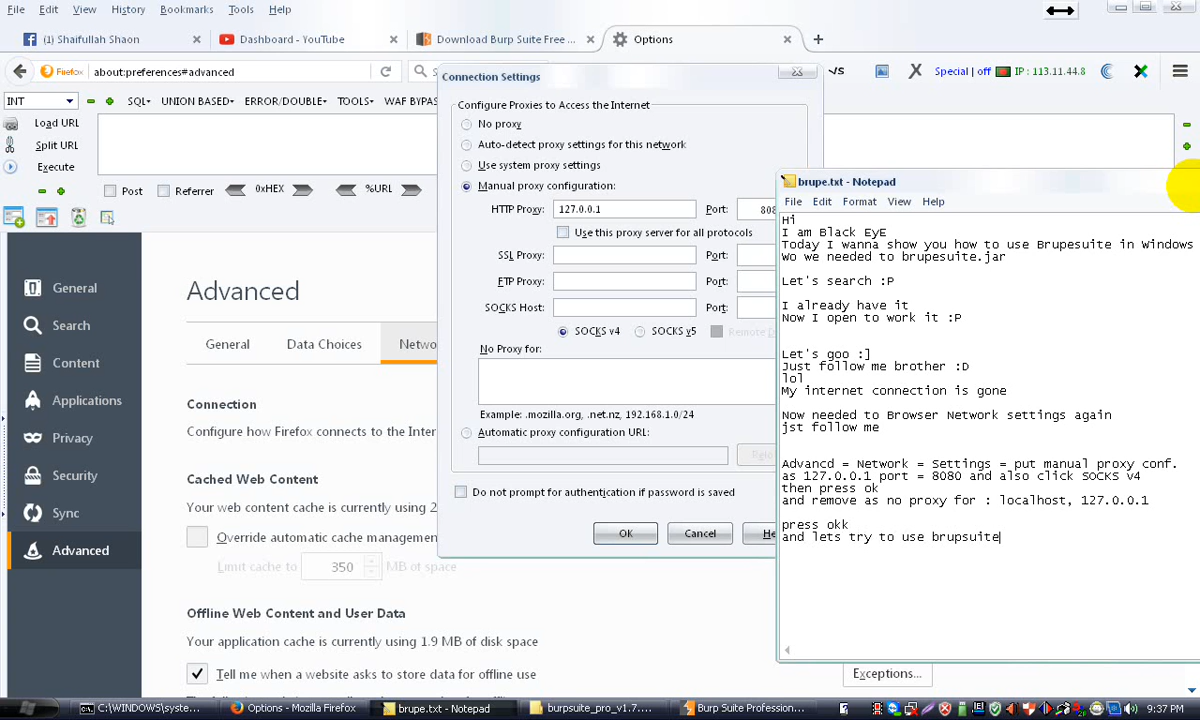 File Edit View History Bookmarks Tools Help
(1) Shaifullah Shaon
Dashboard - YouTube
Download Burp Suite Free ...
Options
Firefox about:preferences#advanced
Special | off IP : 113.11.44.8
INT SQL UNION BASED ERROR/DOUBLE TOOLS WAF BYPAS
Load URL
Split URL
Execute
Post Referrer 0xHEX %URL
General
Search
Content
Applications
Privacy
Security
Sync
Advanced
Advanced
General Data Choices Netwo
Connection
Configure how Firefox connects to the Inter
Cached Web Content
Your web content cache is currently using 2
Override automatic cache managemen
Limit cache to 350 MB of space
Offline Web Content and User Data
Your application cache is currently using 1.9 MB of disk space
Tell me when a website asks to store data for offline use
Exceptions...
Connection Settings
Configure Proxies to Access the Internet
No proxy
Auto-detect proxy settings for this network
Use system proxy settings
Manual proxy configuration:
HTTP Proxy: 127.0.0.1 Port: 808
Use this proxy server for all protocols
SSL Proxy: Port:
FTP Proxy: Port:
SOCKS Host: Port:
SOCKS v4 SOCKS v5 Remote D
No Proxy for:
Example: .mozilla.org, .net.nz, 192.168.1.0/24
Automatic proxy configuration URL:
Relo
Do not prompt for authentication if password is saved
OK Cancel He
brupe.txt - Notepad
File Edit Format View Help
Hi
I am Black EyE
Today I wanna show you how to use Brupesuite in Windows
Wo we needed to brupesuite.jar
Let's search :P
I already have it
Now I open to work it :P
Let's goo :]
Just follow me brother :D
lol
My internet connection is gone
Now needed to Browser Network settings again
jst follow me
Advancd = Network = Settings = put manual proxy conf.
as 127.0.0.1 port = 8080 and also click SOCKS v4
then press ok
and remove as no proxy for : localhost, 127.0.0.1
press okk
and lets try to use brupsuite
C:\WINDOWS\syste... Options - Mozilla Firefox brupe.txt - Notepad burpsuite_pro_v1.7.... Burp Suite Profession... 9:37 PM